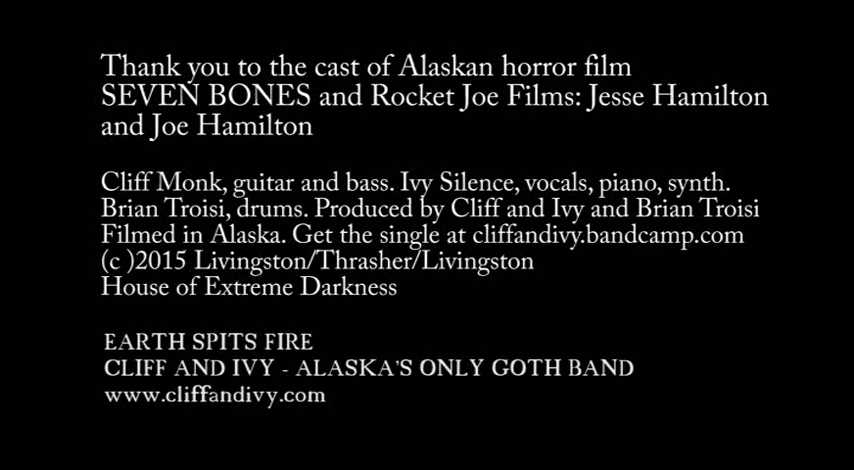 Thank you to the cast of Alaskan horror film
SEVEN BONES and Rocket Joe Films: Jesse Hamilton
and Joe Hamilton
Cliff Monk, guitar and bass. Ivy Silence, vocals, piano, synth.
Brian Troisi, drums. Produced by Cliff and Ivy and Brian Troisi
Filmed in Alaska. Get the single at cliffandivy.bandcamp.com
(c )2015 Livingston/Thrasher/Livingston
House of Extreme Darkness
EARTH SPITS FIRE
CLIFF AND IVY - ALASKA'S ONLY GOTH BAND
www.cliffandivy.com